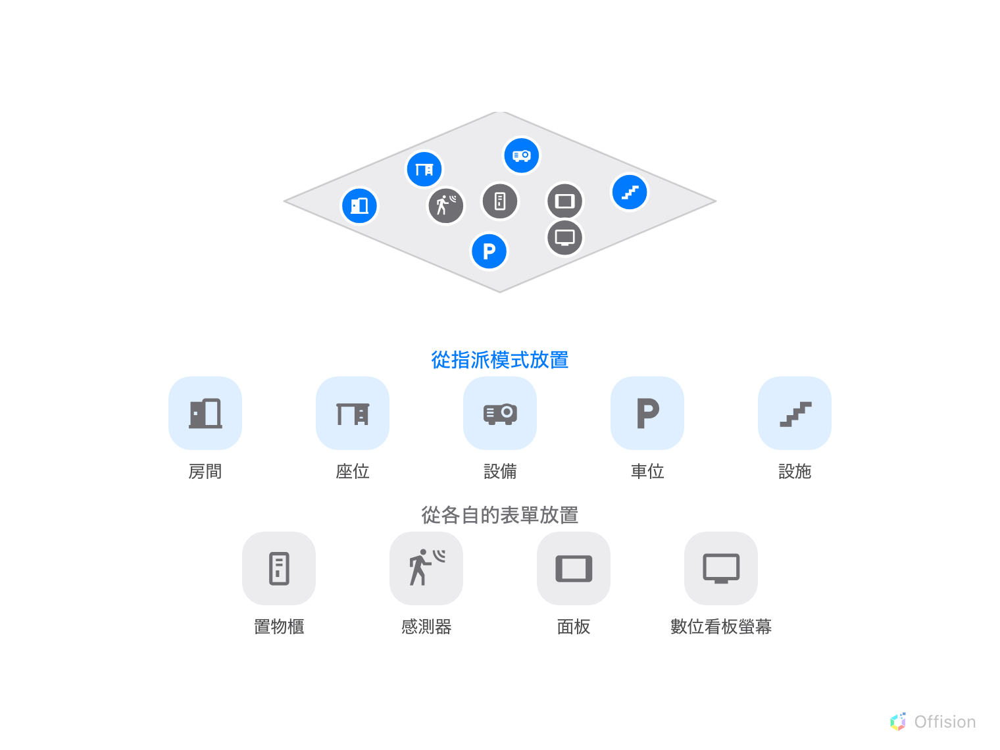 從指派模式放置
房間
座位
設備
車位
設施
從各自的表單放置
置物櫃
感測器
面板
數位看板螢幕
Offision